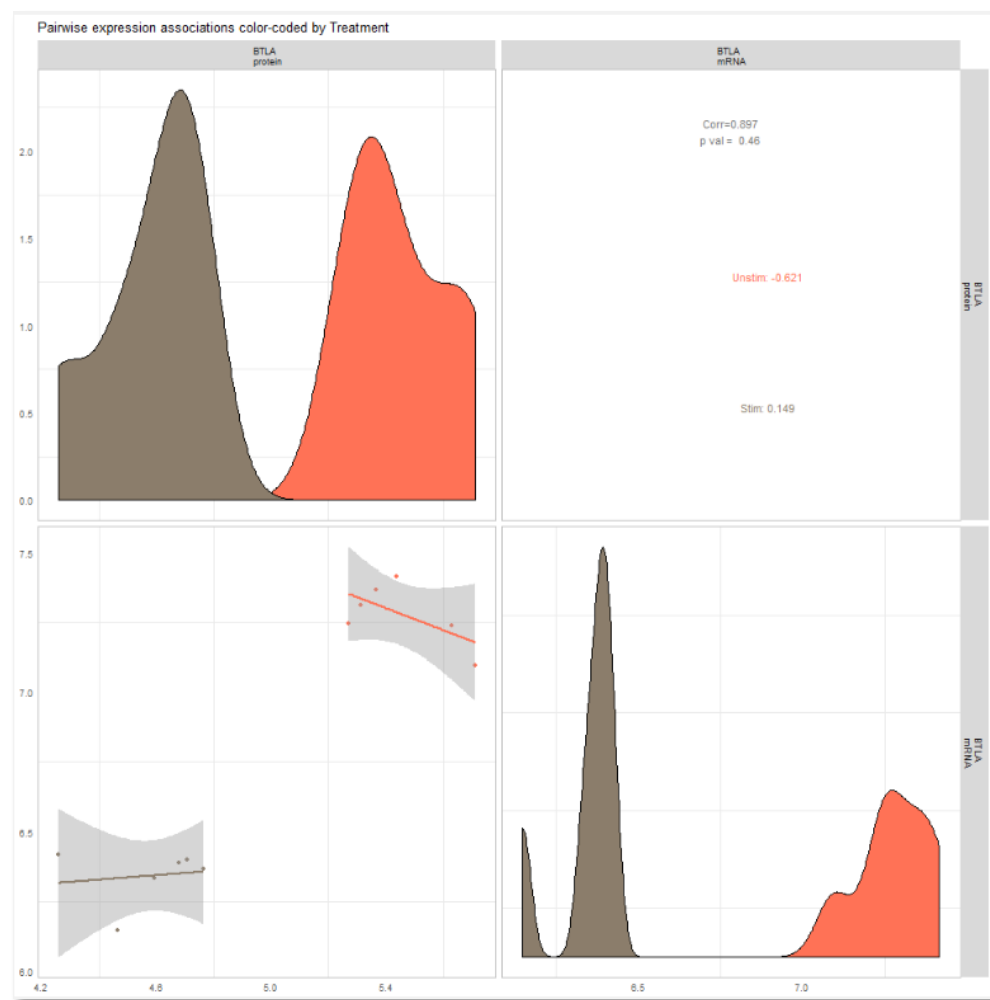 Pairwise expression associations color-coded by Treatment
BTLA
protein
BTLA
mRNA
2.0
1.5
1.0
0.5
0.0
Corr=0.897
p val = 0.46
Unstim: -0.621
Stim: 0.149
BTLA
protein
7.5
7.0
6.5
6.0
BTLA
mRNA
4.2
4.6
5.0
5.4
6.5
7.0